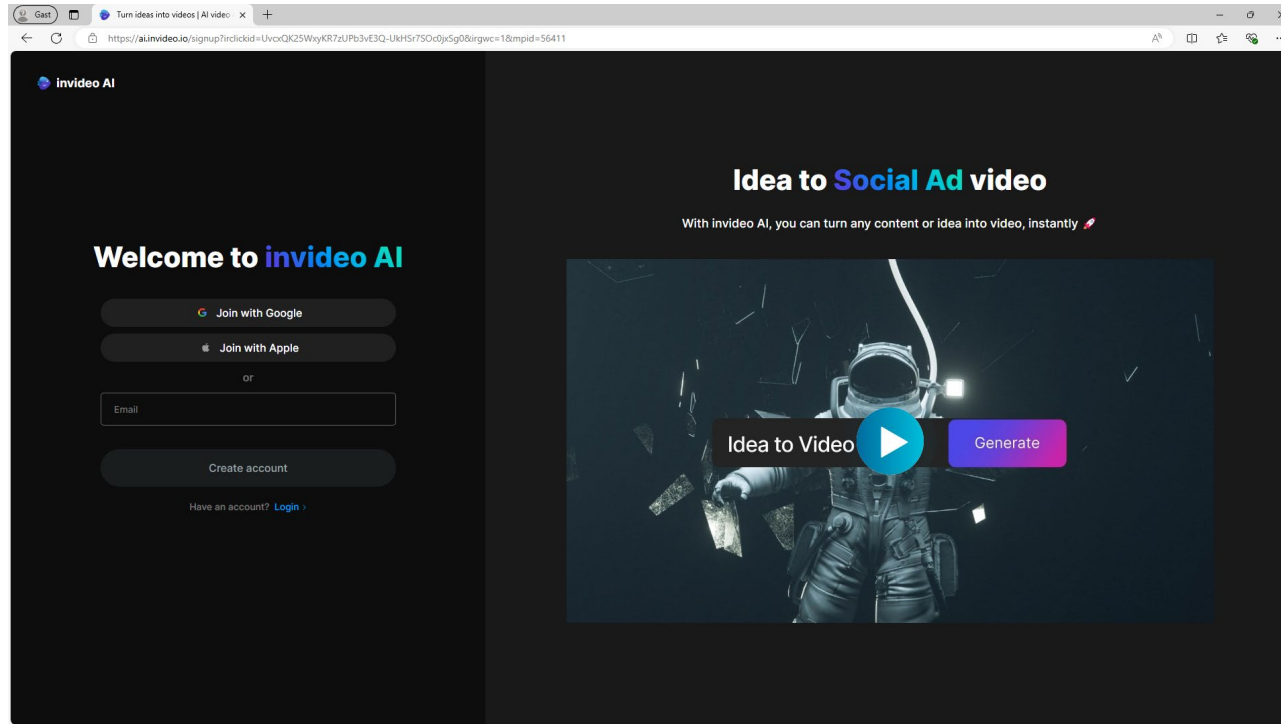 Gast
Turn ideas into videos | AI video
https://ai.invideo.io/signup?irclickid=UvcxQK25WxyKR7zUPb3vE3Q-UkHSr7SOc0jxSg0&irgwc=1&mpid=56411
invideo AI
Welcome to invideo AI
Join with Google
Join with Apple
or
Email
Create account
Have an account? Login ›
Idea to Social Ad video
With invideo AI, you can turn any content or idea into video, instantly 🚀
Idea to Video
Generate